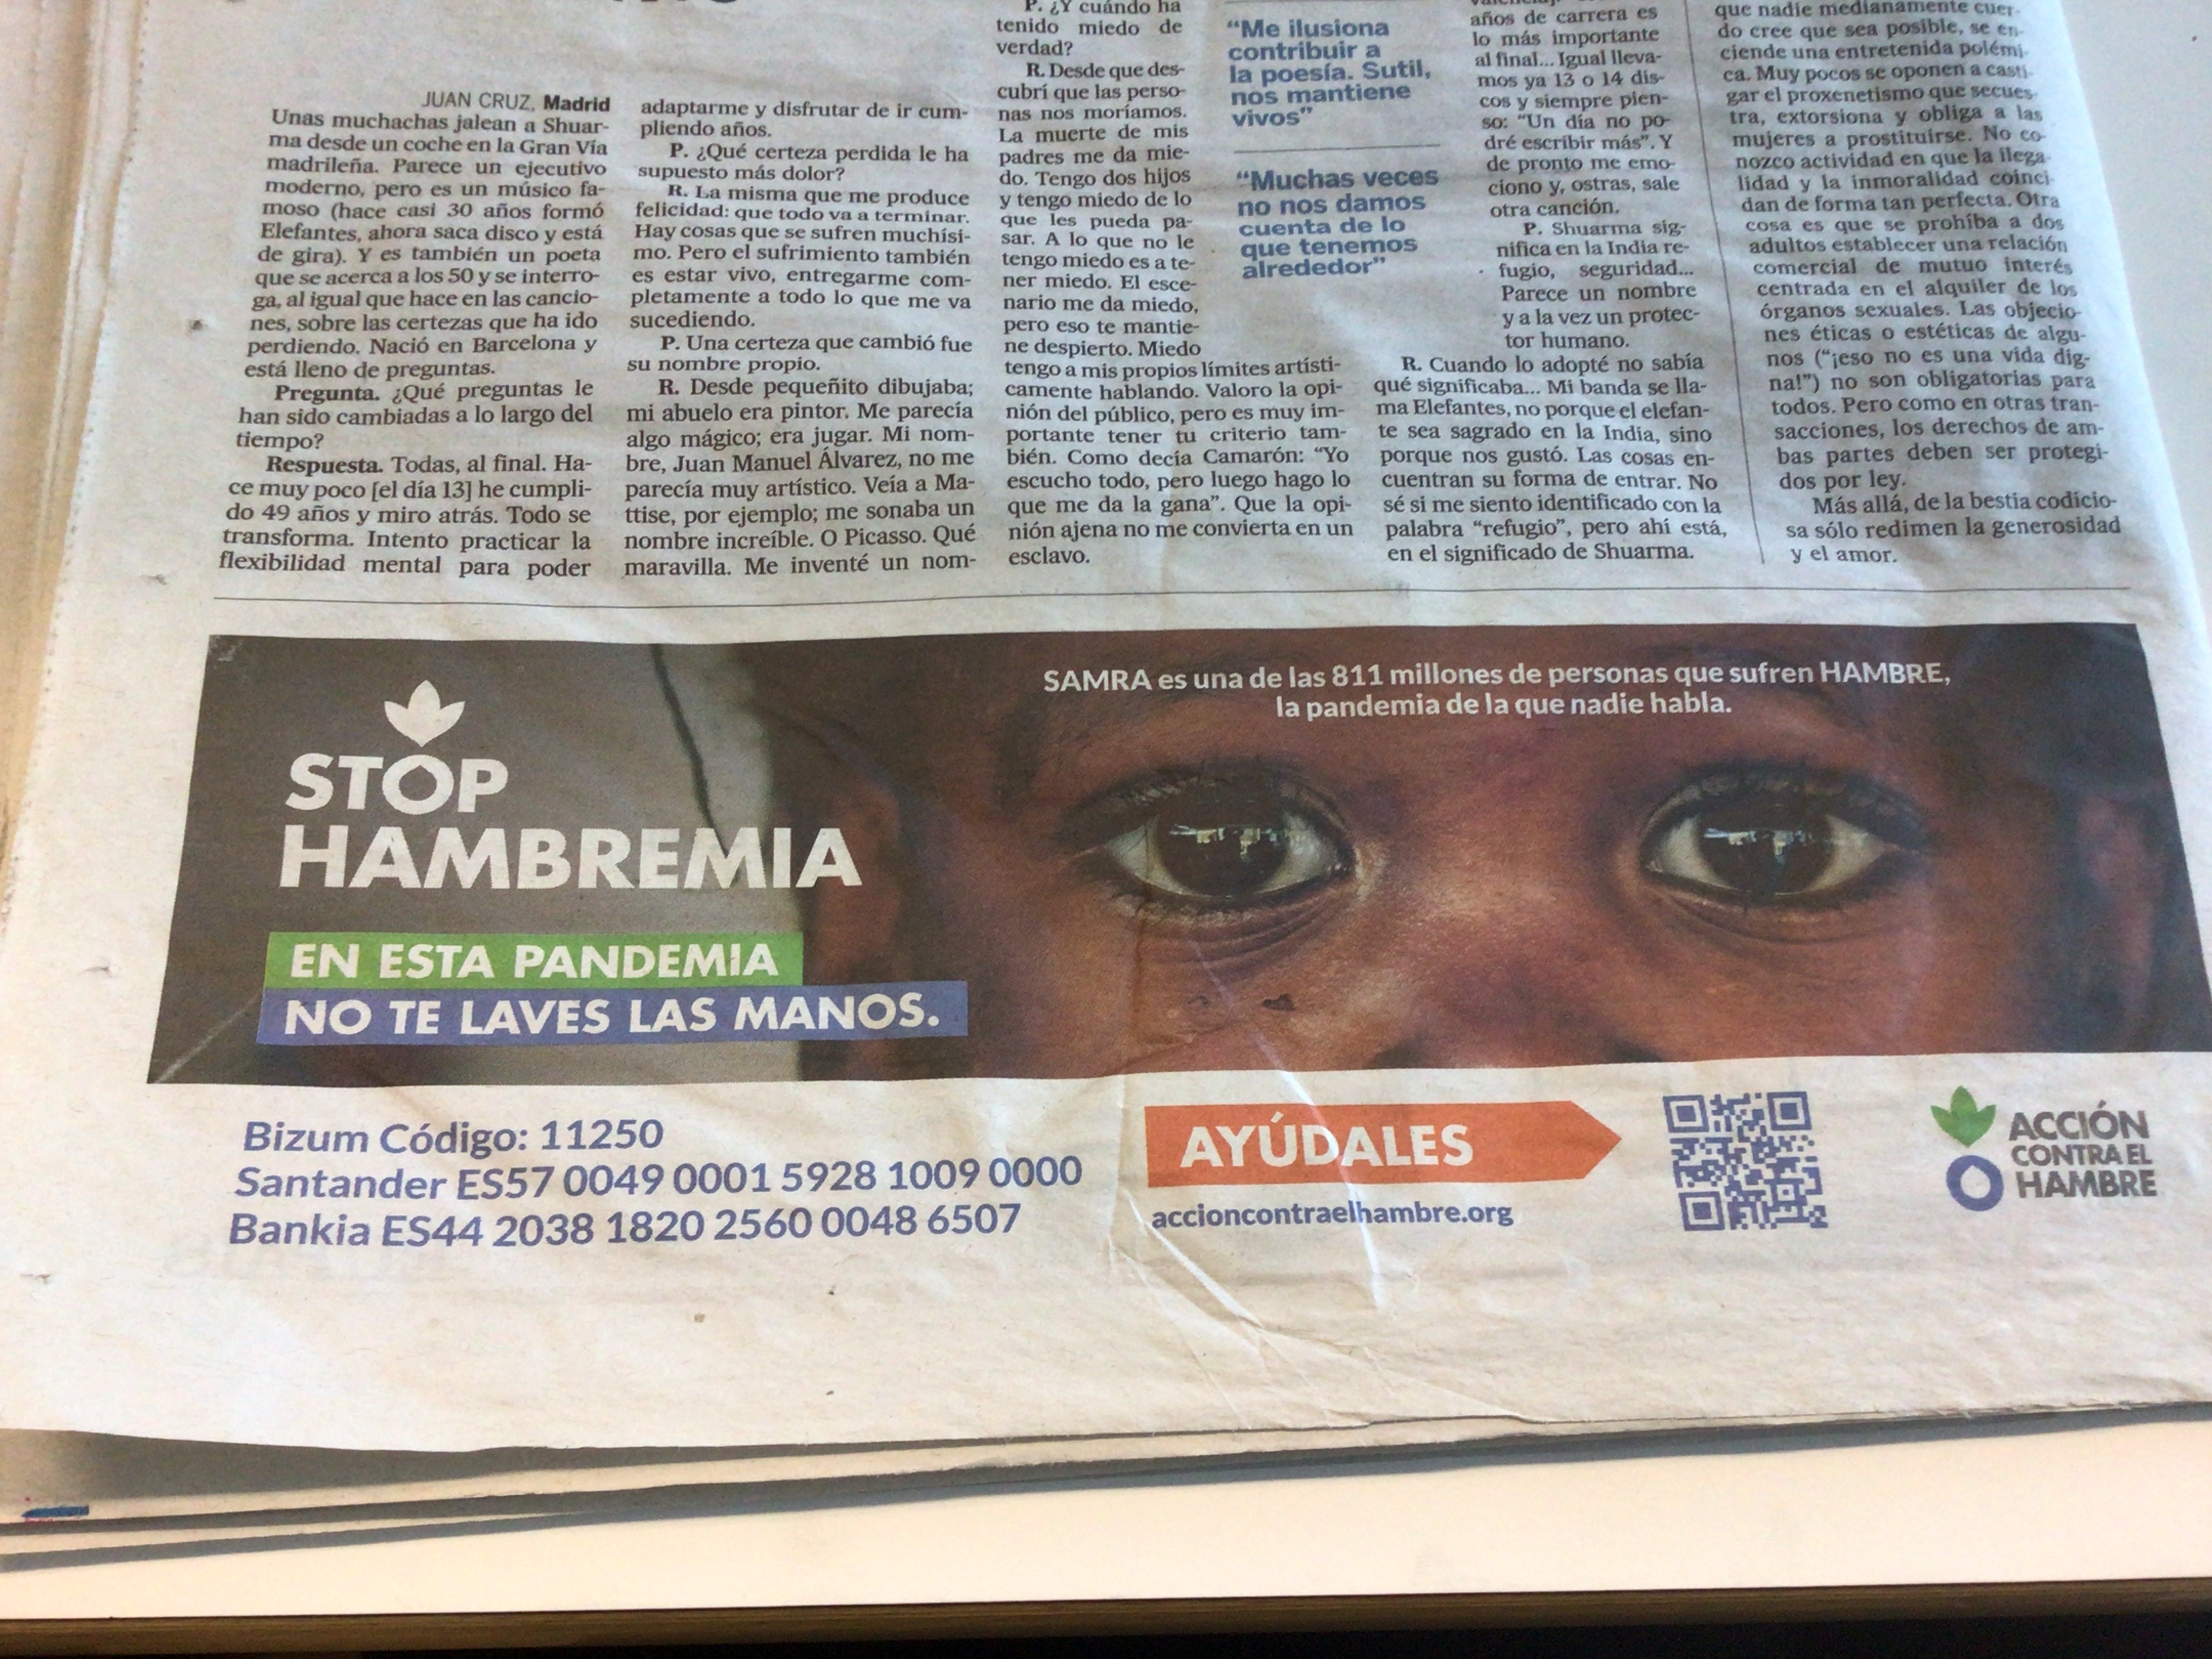 JUAN CRUZ, Madrid
Unas muchachas jalean a Shuar-
ma desde un coche en la Gran Vía
madrileña. Parece un ejecutivo
moderno, pero es un músico fa-
moso (hace casi 30 años formó
Elefantes, ahora saca disco y está
de gira). Y es también un poeta
que se acerca a los 50 y se interro-
ga, al igual que hace en las cancio-
nes, sobre las certezas que ha ido
perdiendo. Nació en Barcelona y
está lleno de preguntas.
Pregunta. ¿Qué preguntas le
han sido cambiadas a lo largo del
tiempo?
Respuesta. Todas, al final. Ha-
ce muy poco [el día 13] he cumpli-
do 49 años y miro atrás. Todo se
transforma. Intento practicar la
flexibilidad mental para poder
adaptarme y disfrutar de ir cum-
pliendo años.
P. ¿Qué certeza perdida le ha
supuesto más dolor?
R. La misma que me produce
felicidad: que todo va a terminar.
Hay cosas que se sufren muchísi-
mo. Pero el sufrimiento también
es estar vivo, entregarme com-
pletamente a todo lo que me va
sucediendo.
P. Una certeza que cambió fue
su nombre propio.
R. Desde pequeñito dibujaba;
mi abuelo era pintor. Me parecía
algo mágico; era jugar. Mi nom-
bre, Juan Manuel Álvarez, no me
parecía muy artístico. Veía a Ma-
ttise, por ejemplo; me sonaba un
nombre increíble. O Picasso. Qué
maravilla. Me inventé un nom-
P. ¿Y cuándo ha
tenido miedo de
verdad?
R. Desde que des-
cubrí que las perso-
nas nos moríamos.
La muerte de mis
padres me da mie-
do. Tengo dos hijos
y tengo miedo de lo
que les pueda pa-
sar. A lo que no le
tengo miedo es a te-
ner miedo. El esce-
nario me da miedo,
pero eso te mantie-
ne despierto. Miedo
tengo a mis propios límites artísti-
camente hablando. Valoro la opi-
nión del público, pero es muy im-
portante tener tu criterio tam-
bién. Como decía Camarón: “Yo
escucho todo, pero luego hago lo
que me da la gana”. Que la opi-
nión ajena no me convierta en un
esclavo.
“Me ilusiona
contribuir a
la poesía. Sutil,
nos mantiene
vivos”
“Muchas veces
no nos damos
cuenta de lo
que tenemos
alrededor”
años de carrera es
lo más importante
al final... Igual lleva-
mos ya 13 o 14 dis-
cos y siempre pien-
so: “Un día no po-
dré escribir más”. Y
de pronto me emo-
ciono y, ostras, sale
otra canción.
P. Shuarma sig-
nifica en la India re-
fugio, seguridad...
Parece un nombre
y a la vez un protec-
tor humano.
R. Cuando lo adopté no sabía
qué significaba... Mi banda se lla-
ma Elefantes, no porque el elefan-
te sea sagrado en la India, sino
porque nos gustó. Las cosas en-
cuentran su forma de entrar. No
sé si me siento identificado con la
palabra “refugio”, pero ahí está,
en el significado de Shuarma.
que nadie medianamente cuer-
do cree que sea posible, se en-
ciende una entretenida polémi-
ca. Muy pocos se oponen a casti-
gar el proxenetismo que secues-
tra, extorsiona y obliga a las
mujeres a prostituirse. No co-
nozco actividad en que la ilega-
lidad y la inmoralidad coinci-
dan de forma tan perfecta. Otra
cosa es que se prohíba a dos
adultos establecer una relación
comercial de mutuo interés
centrada en el alquiler de los
órganos sexuales. Las objecio-
nes éticas o estéticas de algu-
nos (“¡eso no es una vida dig-
na!”) no son obligatorias para
todos. Pero como en otras tran-
sacciones, los derechos de am-
bas partes deben ser protegi-
dos por ley.
Más allá, de la bestia codicio-
sa sólo redimen la generosidad
y el amor.
SAMRA es una de las 811 millones de personas que sufren HAMBRE,
la pandemia de la que nadie habla.
STOP
HAMBREMIA
EN ESTA PANDEMIA
NO TE LAVES LAS MANOS.
Bizum Código: 11250
Santander ES57 0049 0001 5928 1009 0000
Bankia ES44 2038 1820 2560 0048 6507
AYÚDALES
accioncontraelhambre.org
ACCIÓN
CONTRA EL
HAMBRE